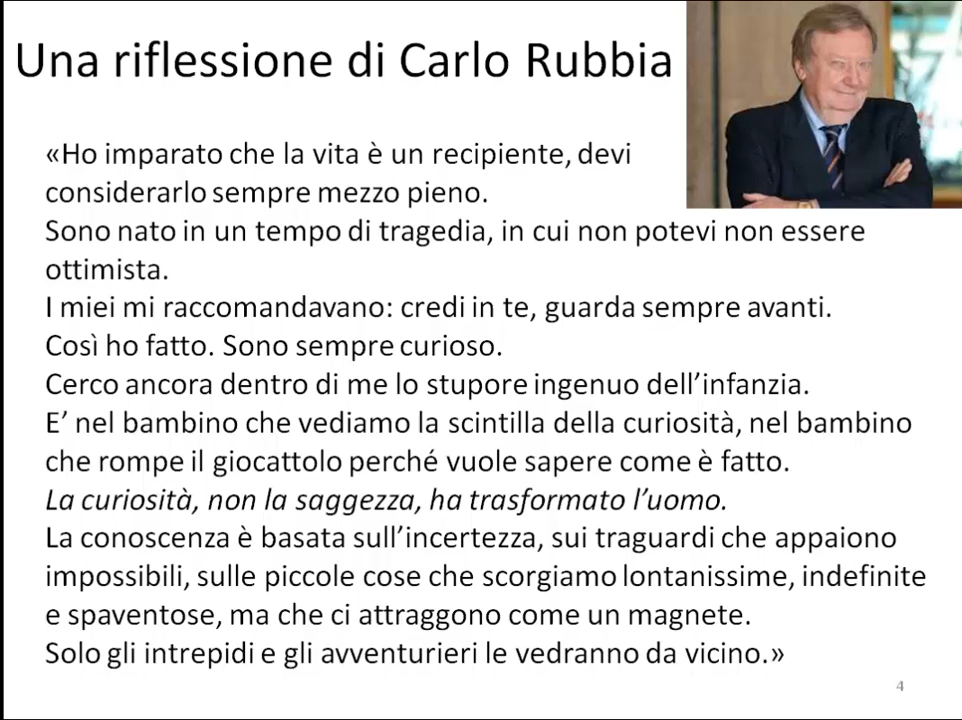 Una riflessione di Carlo Rubbia
«Ho imparato che la vita è un recipiente, devi
considerarlo sempre mezzo pieno.
Sono nato in un tempo di tragedia, in cui non potevi non essere
ottimista.
I miei mi raccomandavano: credi in te, guarda sempre avanti.
Così ho fatto. Sono sempre curioso.
Cerco ancora dentro di me lo stupore ingenuo dell’infanzia.
E’ nel bambino che vediamo la scintilla della curiosità, nel bambino
che rompe il giocattolo perché vuole sapere come è fatto.
La curiosità, non la saggezza, ha trasformato l’uomo.
La conoscenza è basata sull’incertezza, sui traguardi che appaiono
impossibili, sulle piccole cose che scorgiamo lontanissime, indefinite
e spaventose, ma che ci attraggono come un magnete.
Solo gli intrepidi e gli avventurieri le vedranno da vicino.»
4